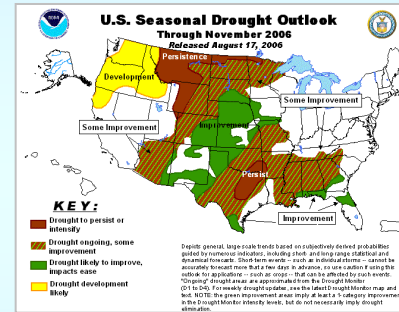 U.S. Seasonal Drought Outlook
Through November 2006
Released August 17, 2006
NOAA
Persistence
Development
Some Improvement
Some Improvement
Improvement
Persist
Improvement
KEY:
Drought to persist or
intensify
Drought ongoing, some
improvement
Drought likely to improve,
impacts ease
Drought development
likely
Depicts general, large scale trends based on subjectively derived probabilities
guided by numerous indicators, including short- and long-range statistical and
dynamical forecasts. Short-term events -- such as individual storms -- cannot be
accurately forecast more than a few days in advance, so use caution if using this
outlook for applications -- such as crops -- that can be affected by such events.
"Ongoing" drought areas are approximated from the Drought Monitor
(D1 to D4). For weekly drought updates, see the latest Drought Monitor map and
text. NOTE: the green improvement areas imply at least a 1-category improvement
in the Drought Monitor intensity levels, but do not necessarily imply drought
elimination.